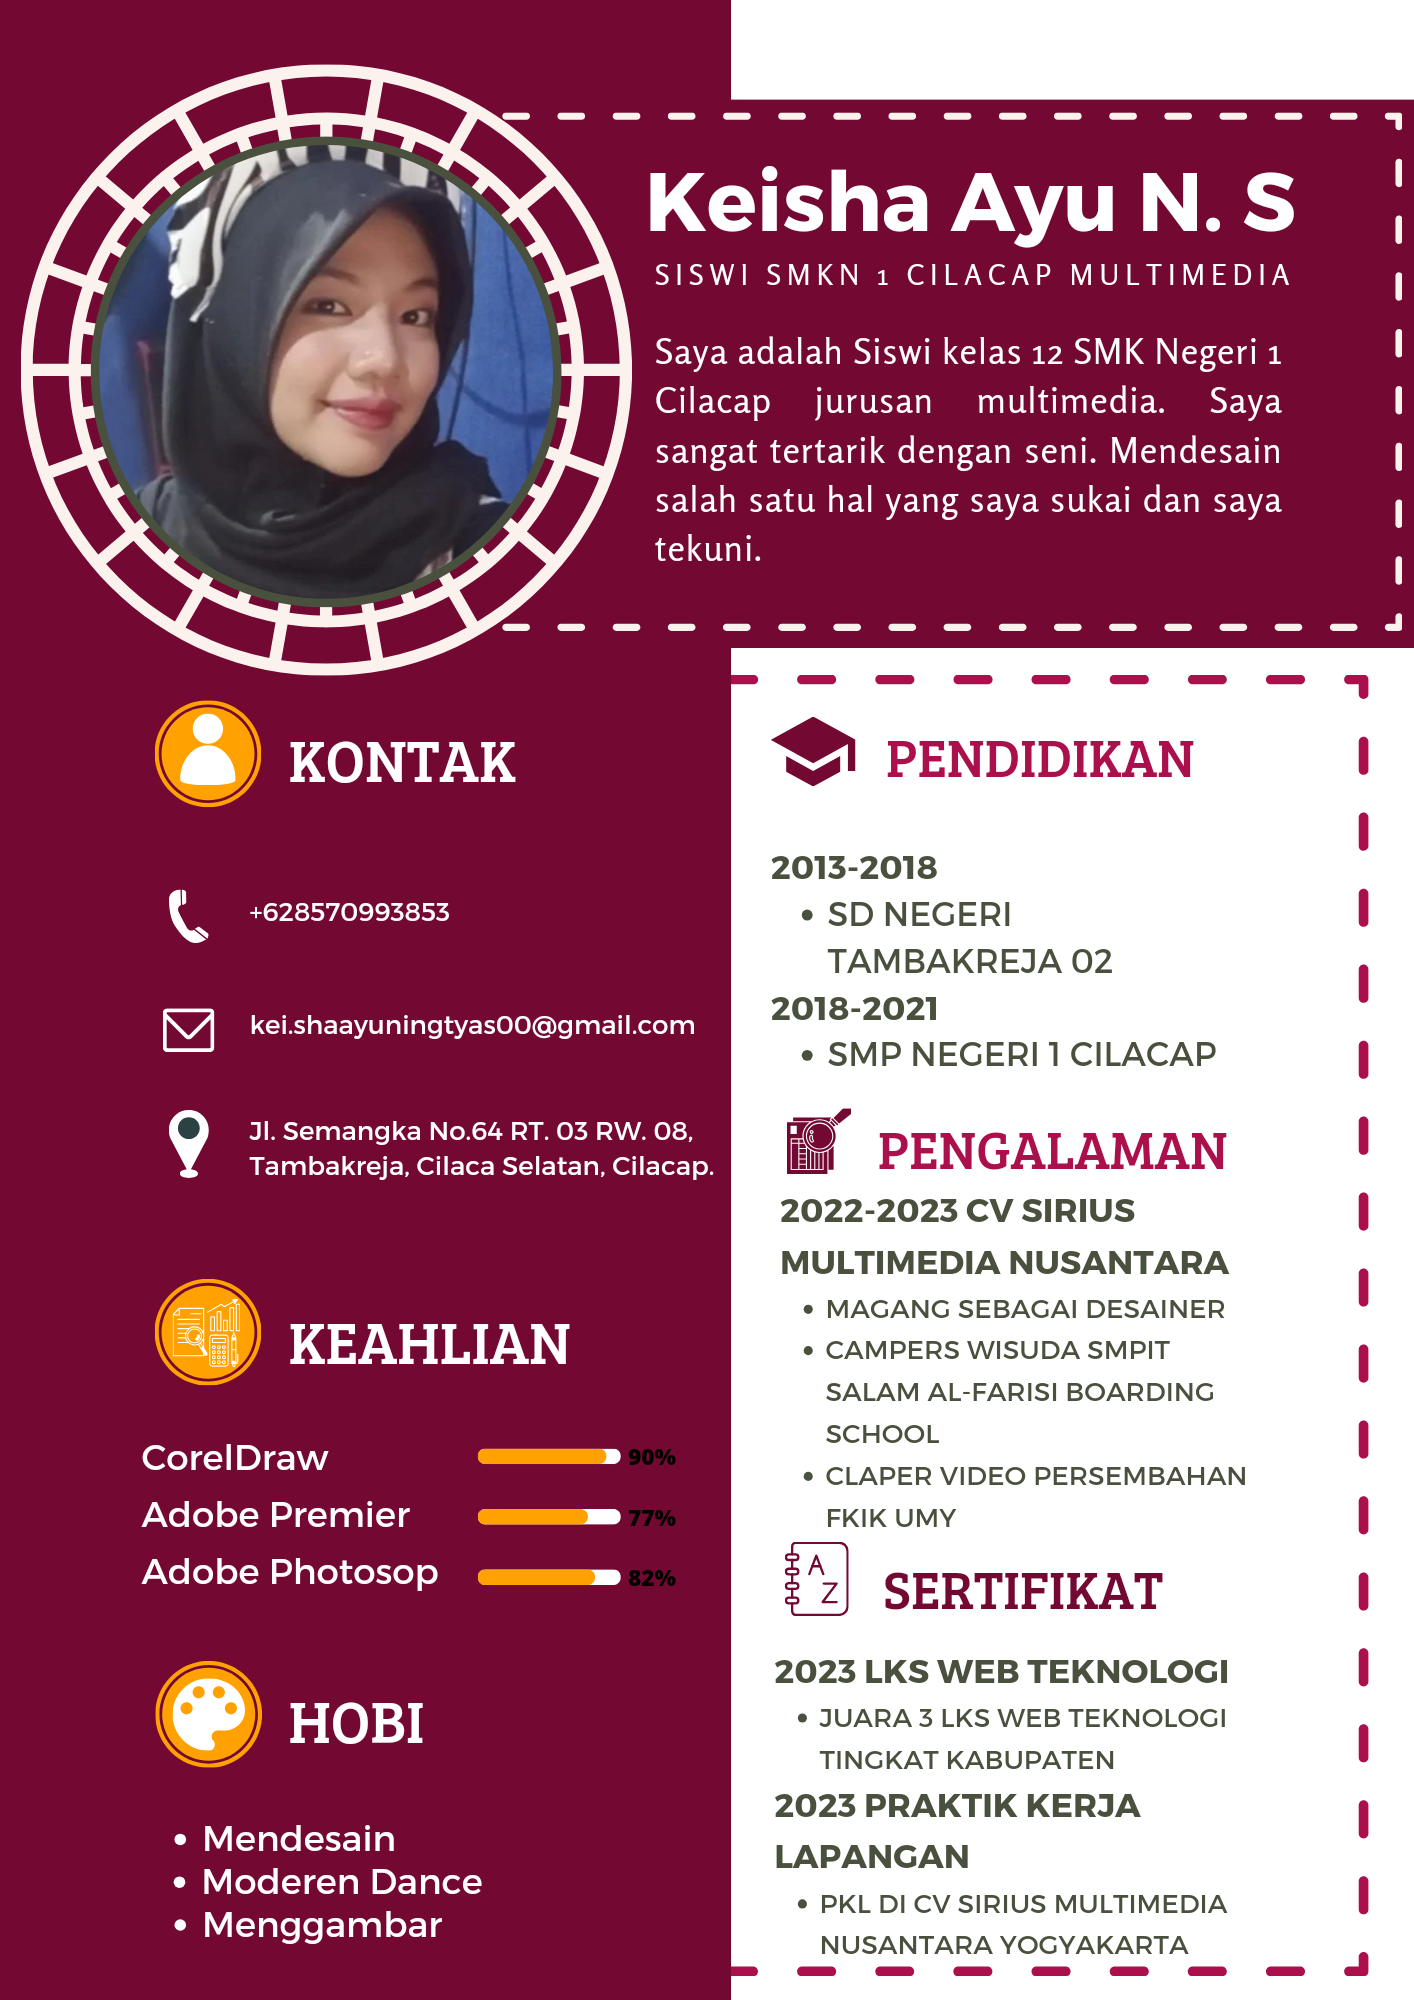 Keisha Ayu N. S
SISWI SMKN 1 CILACAP MULTIMEDIA
Saya adalah Siswi kelas 12 SMK Negeri 1
Cilacap jurusan multimedia. Saya
sangat tertarik dengan seni. Mendesain
salah satu hal yang saya sukai dan saya
tekuni.
KONTAK
+628570993853
kei.shaayuningtyas00@gmail.com
Jl. Semangka No.64 RT. 03 RW. 08,
Tambakreja, Cilaca Selatan, Cilacap.
KEAHLIAN
CorelDraw 90%
Adobe Premier 77%
Adobe Photosop 82%
HOBI
• Mendesain
• Moderen Dance
• Menggambar
PENDIDIKAN
2013-2018
• SD NEGERI
TAMBAKREJA 02
2018-2021
• SMP NEGERI 1 CILACAP
PENGALAMAN
2022-2023 CV SIRIUS
MULTIMEDIA NUSANTARA
• MAGANG SEBAGAI DESAINER
• CAMPERS WISUDA SMPIT
SALAM AL-FARISI BOARDING
SCHOOL
• CLAPER VIDEO PERSEMBAHAN
FKIK UMY
A
Z
SERTIFIKAT
2023 LKS WEB TEKNOLOGI
• JUARA 3 LKS WEB TEKNOLOGI
TINGKAT KABUPATEN
2023 PRAKTIK KERJA
LAPANGAN
• PKL DI CV SIRIUS MULTIMEDIA
NUSANTARA YOGYAKARTA